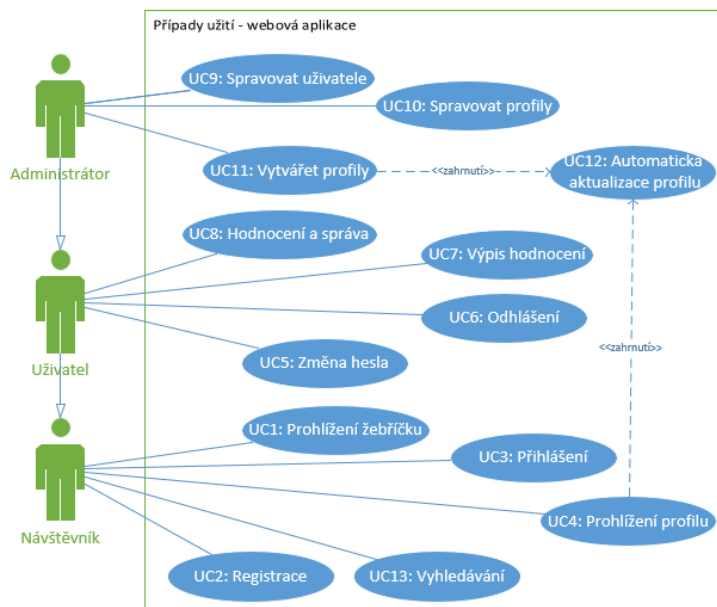 Případy užití - webová aplikace
UC9: Spravovat uživatele
UC10: Spravovat profily
Administrátor
UC11: Vytvářet profily
<<zahrnutí>>
UC12: Automatická
aktualizace profilu
UC8: Hodnocení a správa
UC7: Výpis hodnocení
UC6: Odhlášení
Uživatel
UC5: Změna hesla
<<zahrnutí>>
UC1: Prohlížení žebříčku
UC3: Přihlášení
UC4: Prohlížení profilu
Návštěvník
UC2: Registrace
UC13: Vyhledávání